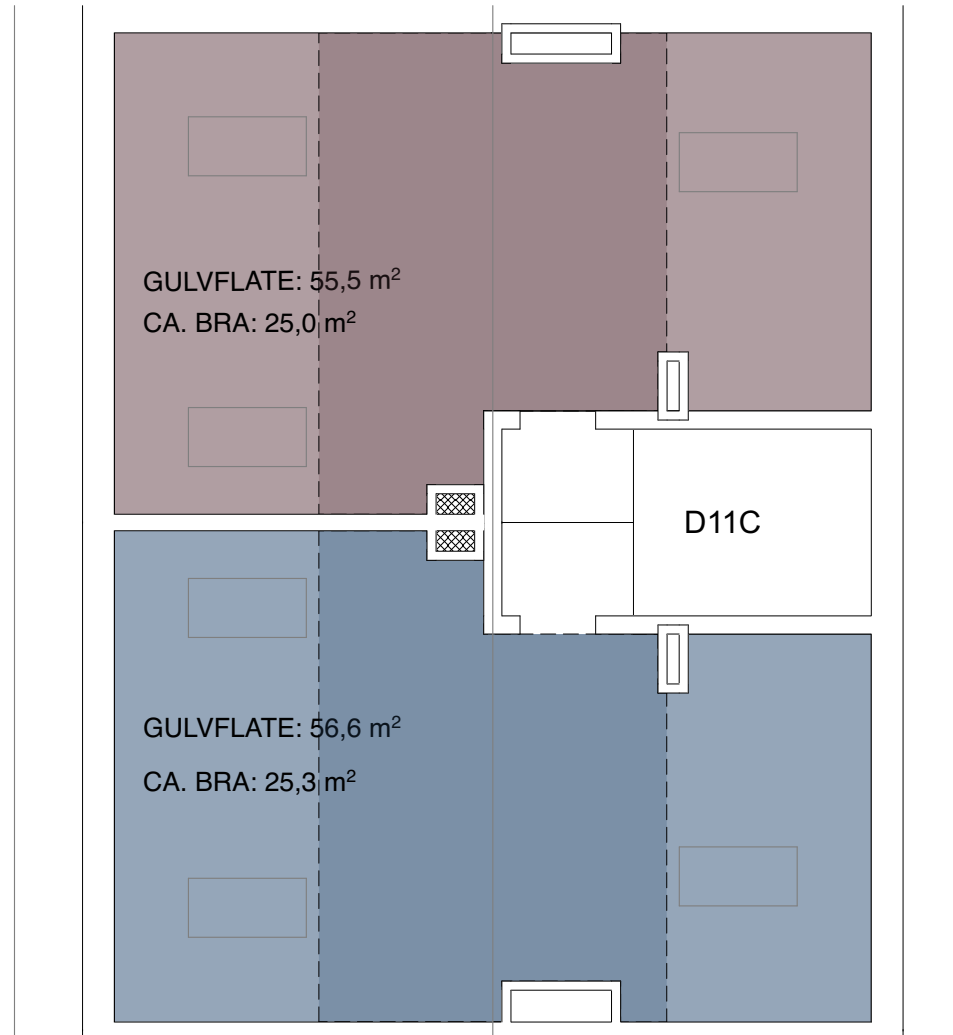 GULVFLATE: 55,5 m²
CA. BRA: 25,0 m²
D11C
GULVFLATE: 56,6 m²
CA. BRA: 25,3 m²